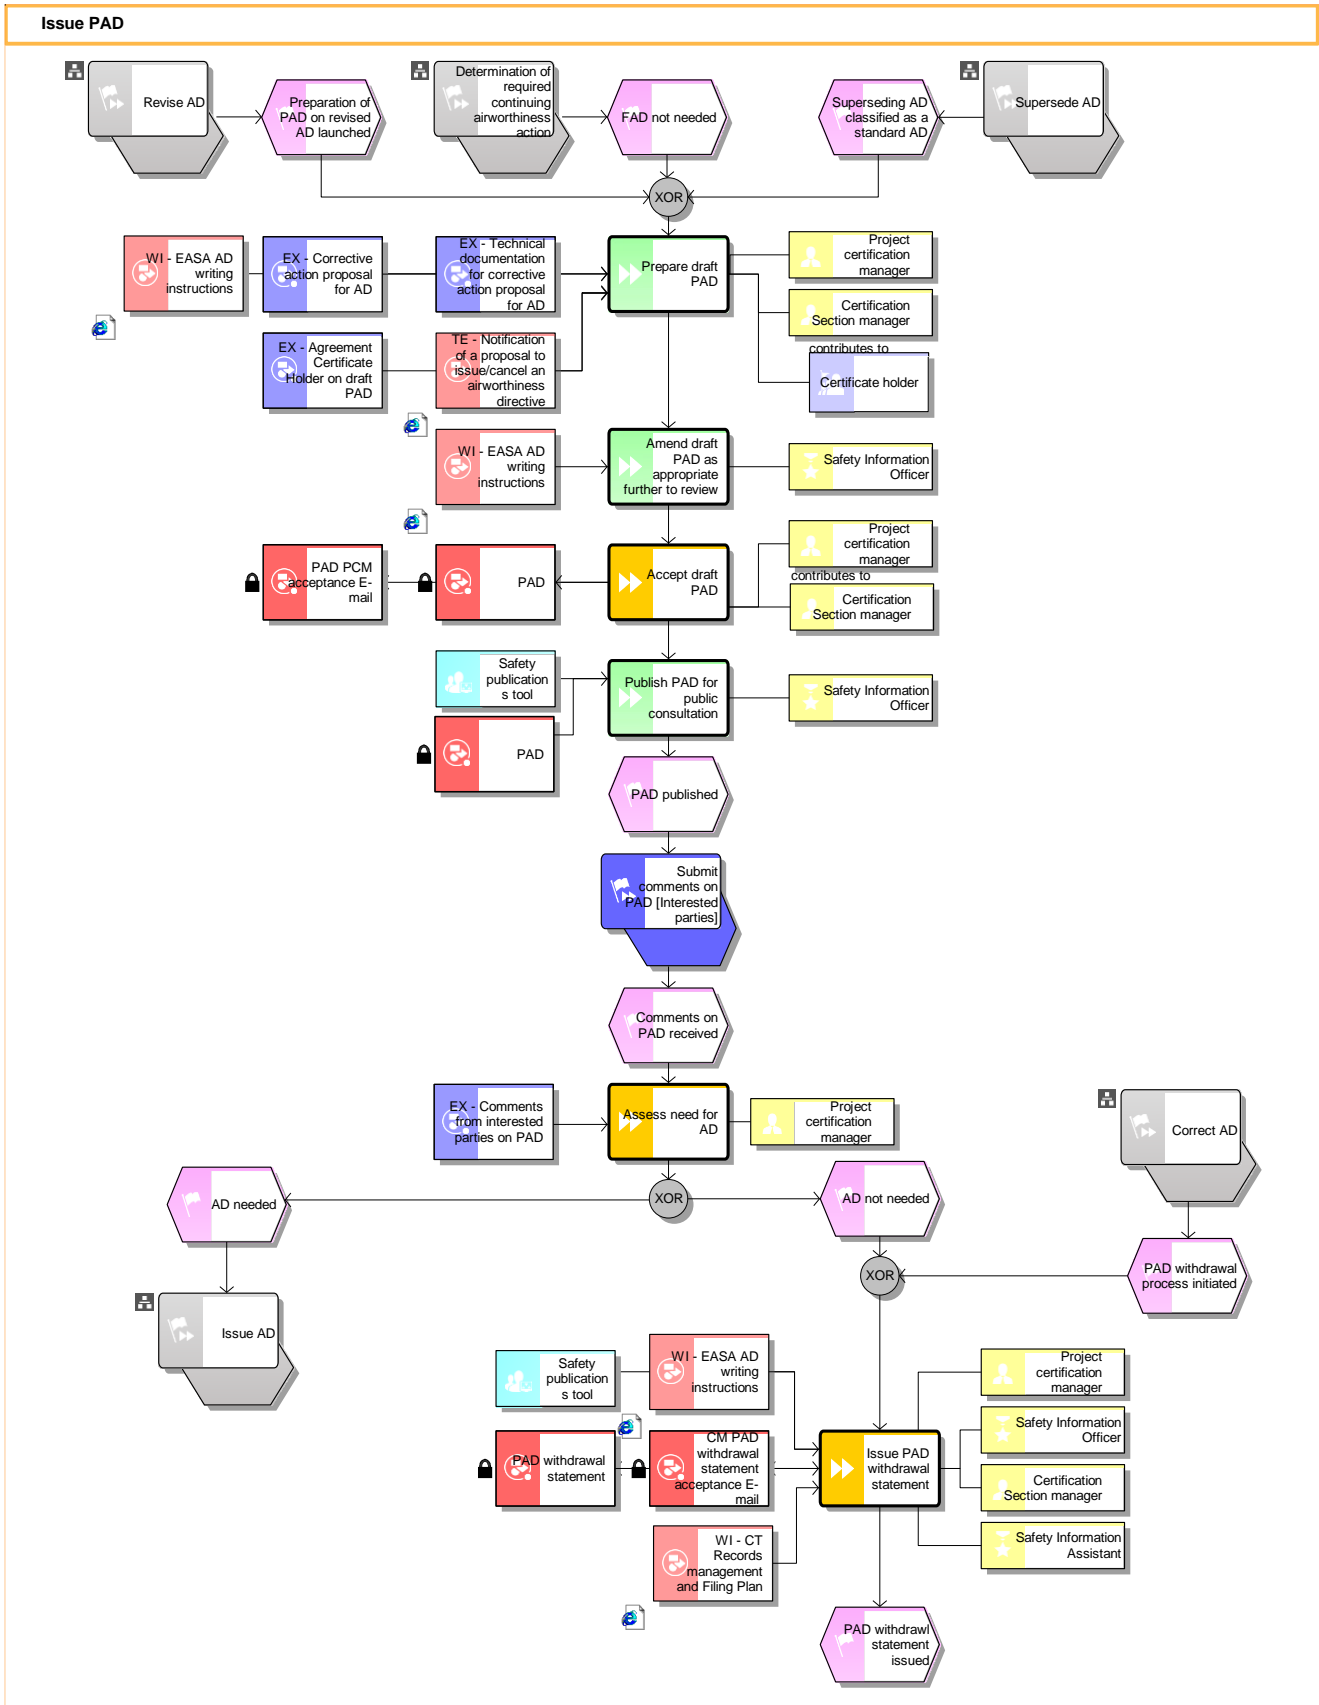 Issue PAD
Revise AD
Preparation of
PAD on revised
AD launched
Determination of
required
continuing
airworthiness
action
FAD not needed
Superseding AD
classified as a
standard AD
Supersede AD
XOR
WI - EASA AD
writing
instructions
EX - Corrective
action proposal
for AD
EX - Technical
documentation
for corrective
action proposal
for AD
Prepare draft
PAD
Project
certification
manager
Certification
Section manager
contributes to
Certificate holder
EX - Agreement
Certificate
Holder on draft
PAD
TE - Notification
of a proposal to
issue/cancel an
airworthiness
directive
WI - EASA AD
writing
instructions
Amend draft
PAD as
appropriate
further to review
Safety Information
Officer
PAD PCM
acceptance E-
mail
PAD
Accept draft
PAD
Project
certification
manager
contributes to
Certification
Section manager
Safety
publication
s tool
Publish PAD for
public
consultation
Safety Information
Officer
PAD
PAD published
Submit
comments on
PAD [Interested
parties]
Comments on
PAD received
EX - Comments
from interested
parties on PAD
Assess need for
AD
Project
certification
manager
Correct AD
AD needed
XOR
AD not needed
XOR
PAD withdrawal
process initiated
Issue AD
Safety
publication
s tool
WI - EASA AD
writing
instructions
Project
certification
manager
PAD withdrawal
statement
CM PAD
withdrawal
statement
acceptance E-
mail
Issue PAD
withdrawal
statement
Safety Information
Officer
Certification
Section manager
WI - CT
Records
management
and Filing Plan
Safety Information
Assistant
PAD withdrawl
statement
issued